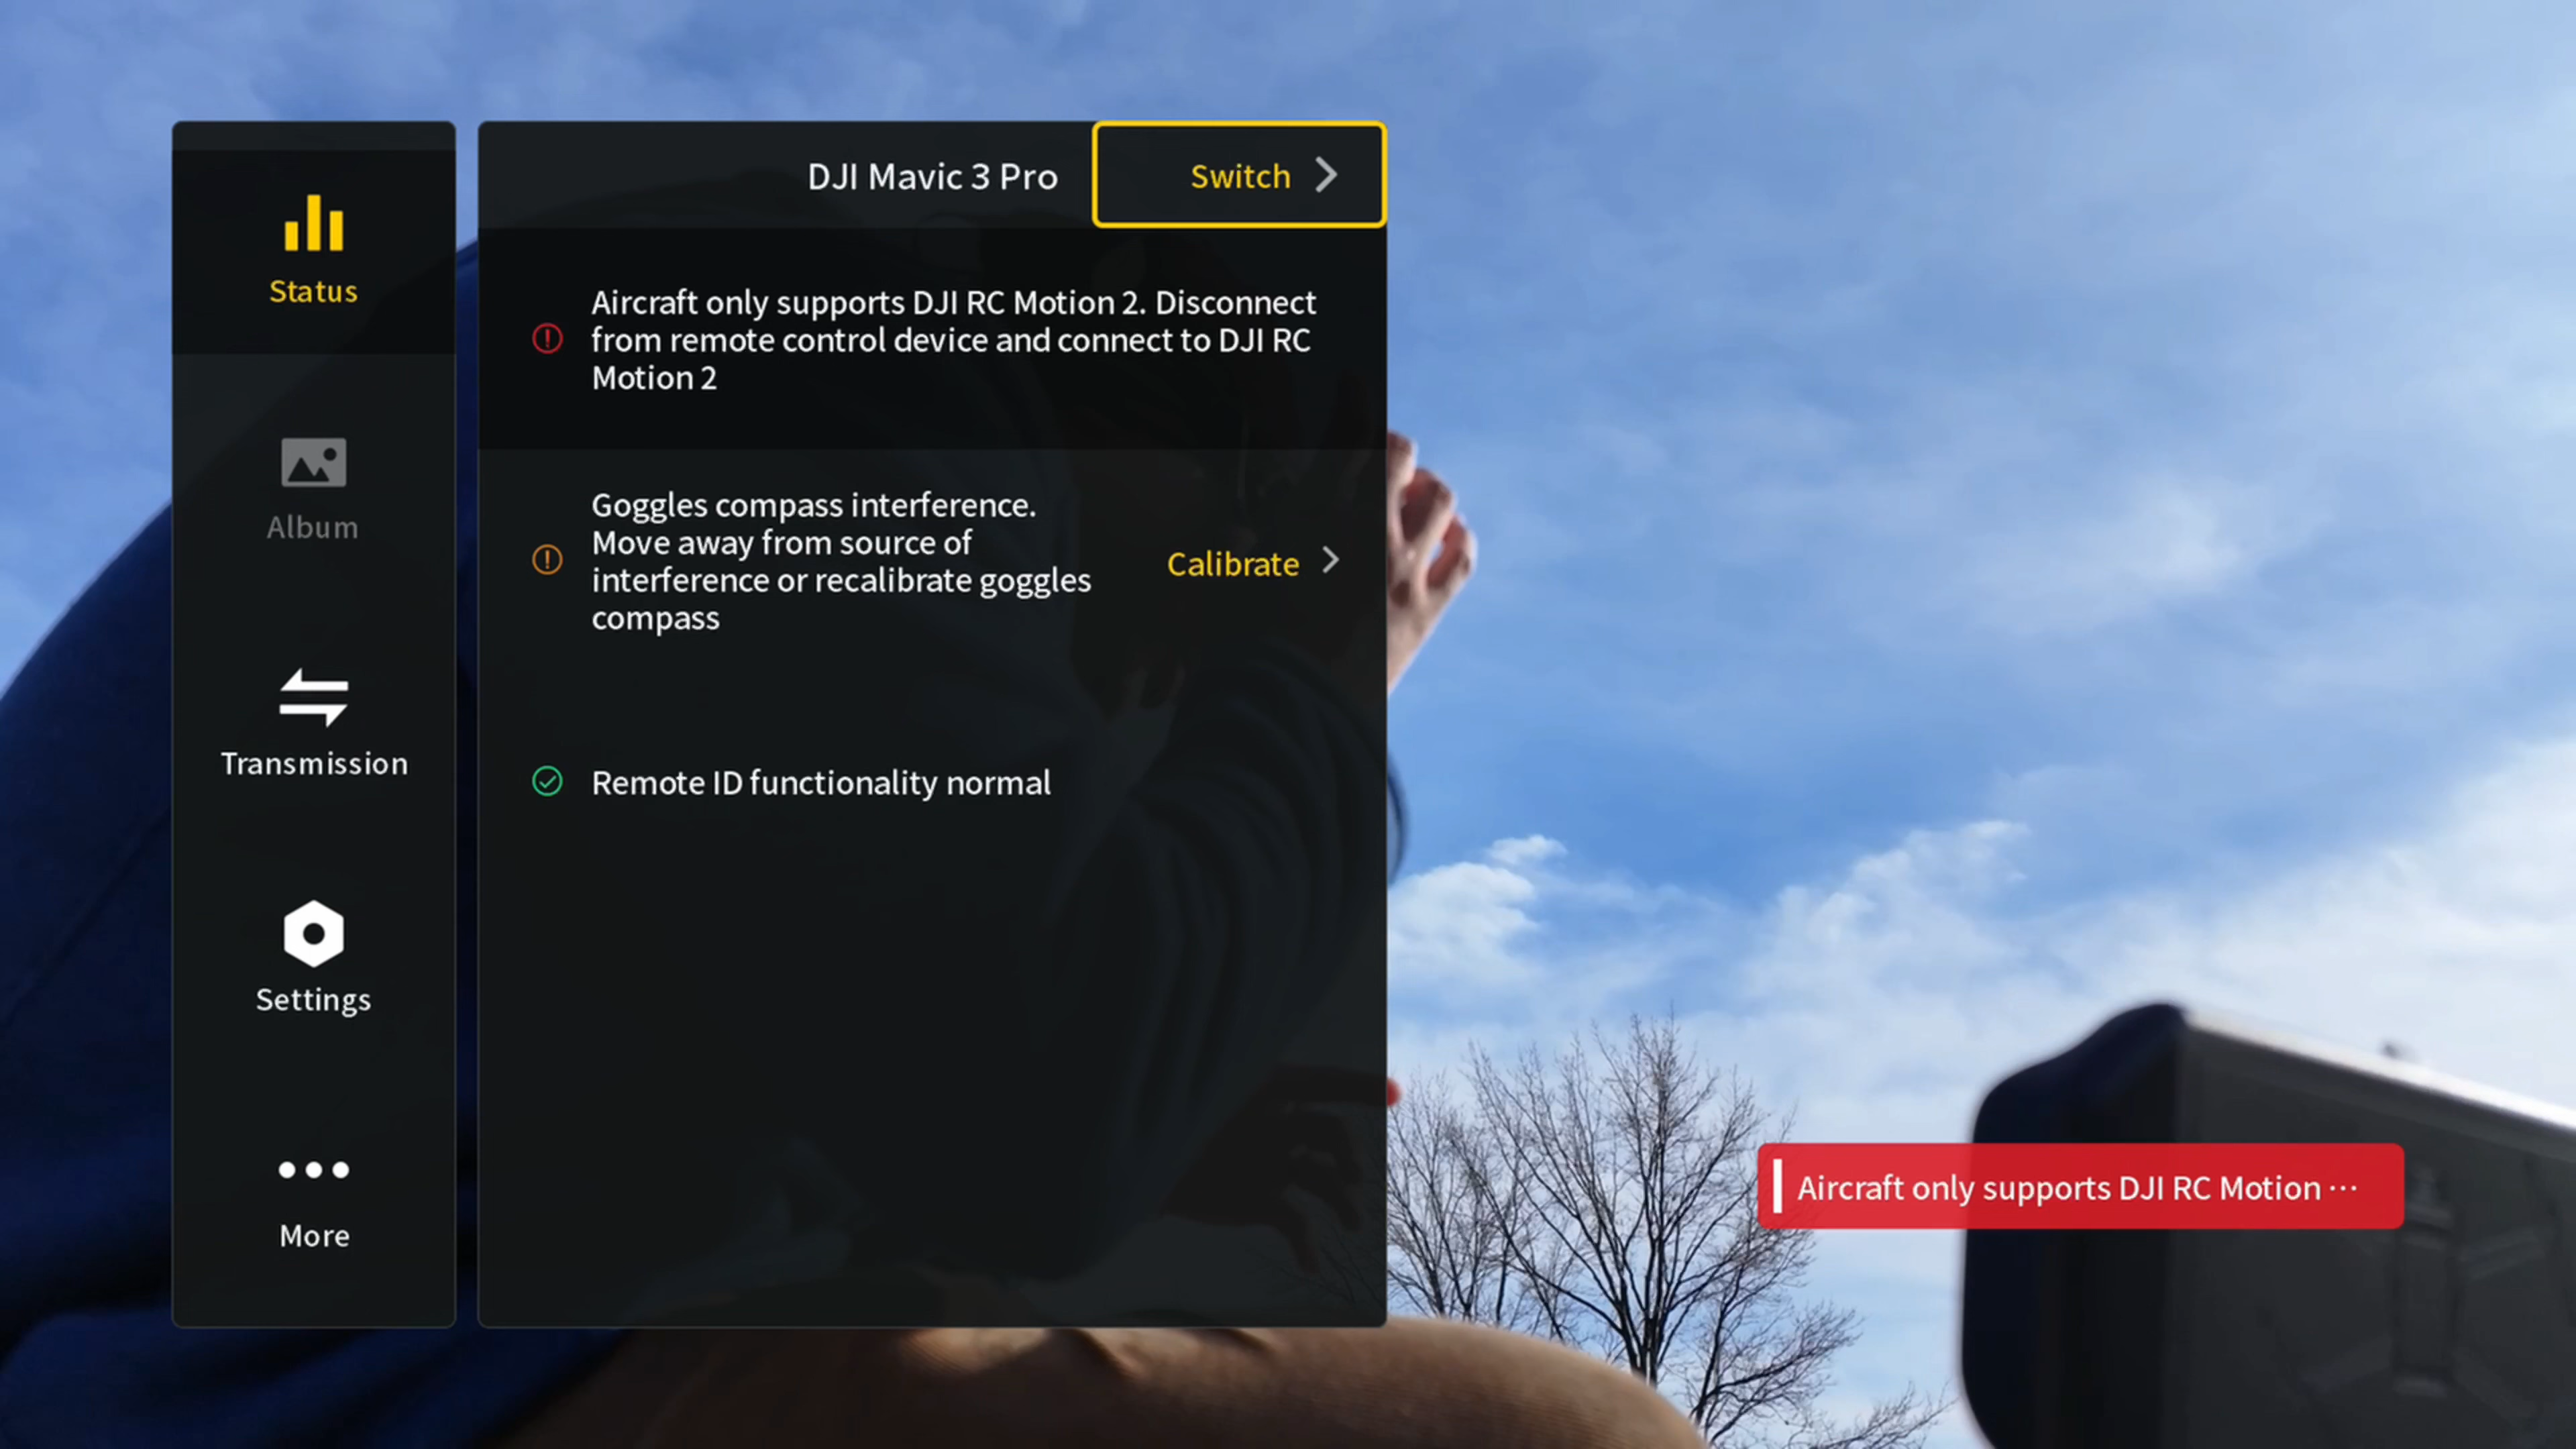 Status
Album
Transmission
Settings
More
DJI Mavic 3 Pro
Switch
Aircraft only supports DJI RC Motion 2. Disconnect
from remote control device and connect to DJI RC
Motion 2
Goggles compass interference.
Move away from source of
interference or recalibrate goggles
compass
Calibrate
Remote ID functionality normal
Aircraft only supports DJI RC Motion ···